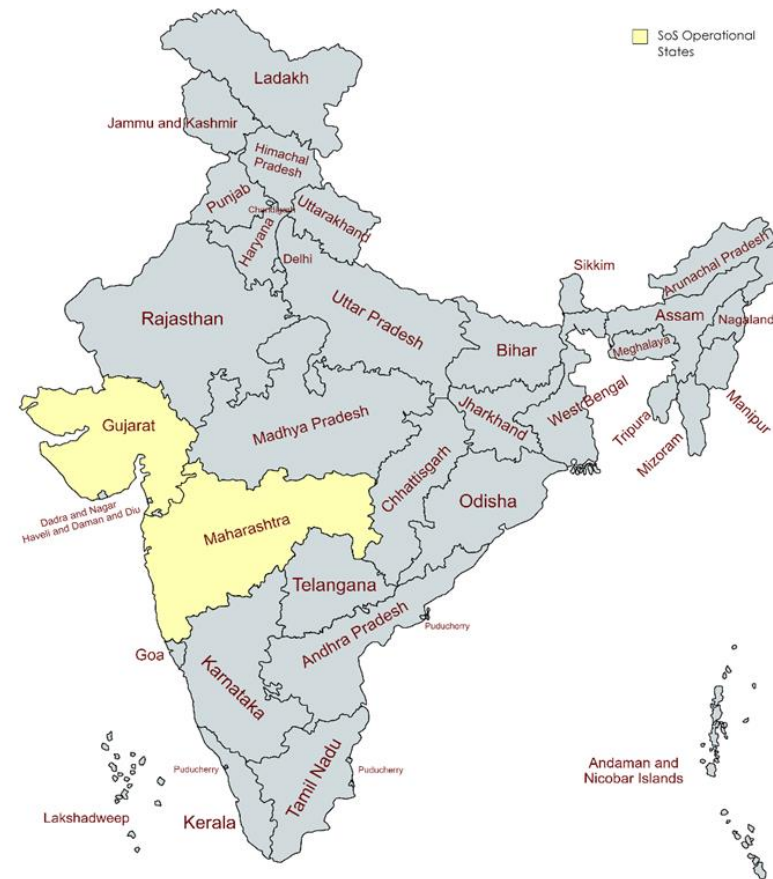 SoS Operational
States
Ladakh
Jammu and Kashmir
Himachal
Pradesh
Punjab
Chandigarh
Uttarakhand
Haryana
Delhi
Sikkim
Arunachal Pradesh
Rajasthan
Uttar Pradesh
Assam
Nagaland
Bihar
Meghalaya
Gujarat
Madhya Pradesh
Jharkhand
West Bengal
Tripura
Manipur
Mizoram
Chhattisgarh
Odisha
Dadra and Nagar
Haveli and Daman and Diu
Maharashtra
Telangana
Andhra Pradesh
Puducherry
Goa
Karnataka
Puducherry
Tamil Nadu
Puducherry
Andaman and
Nicobar Islands
Lakshadweep
Kerala